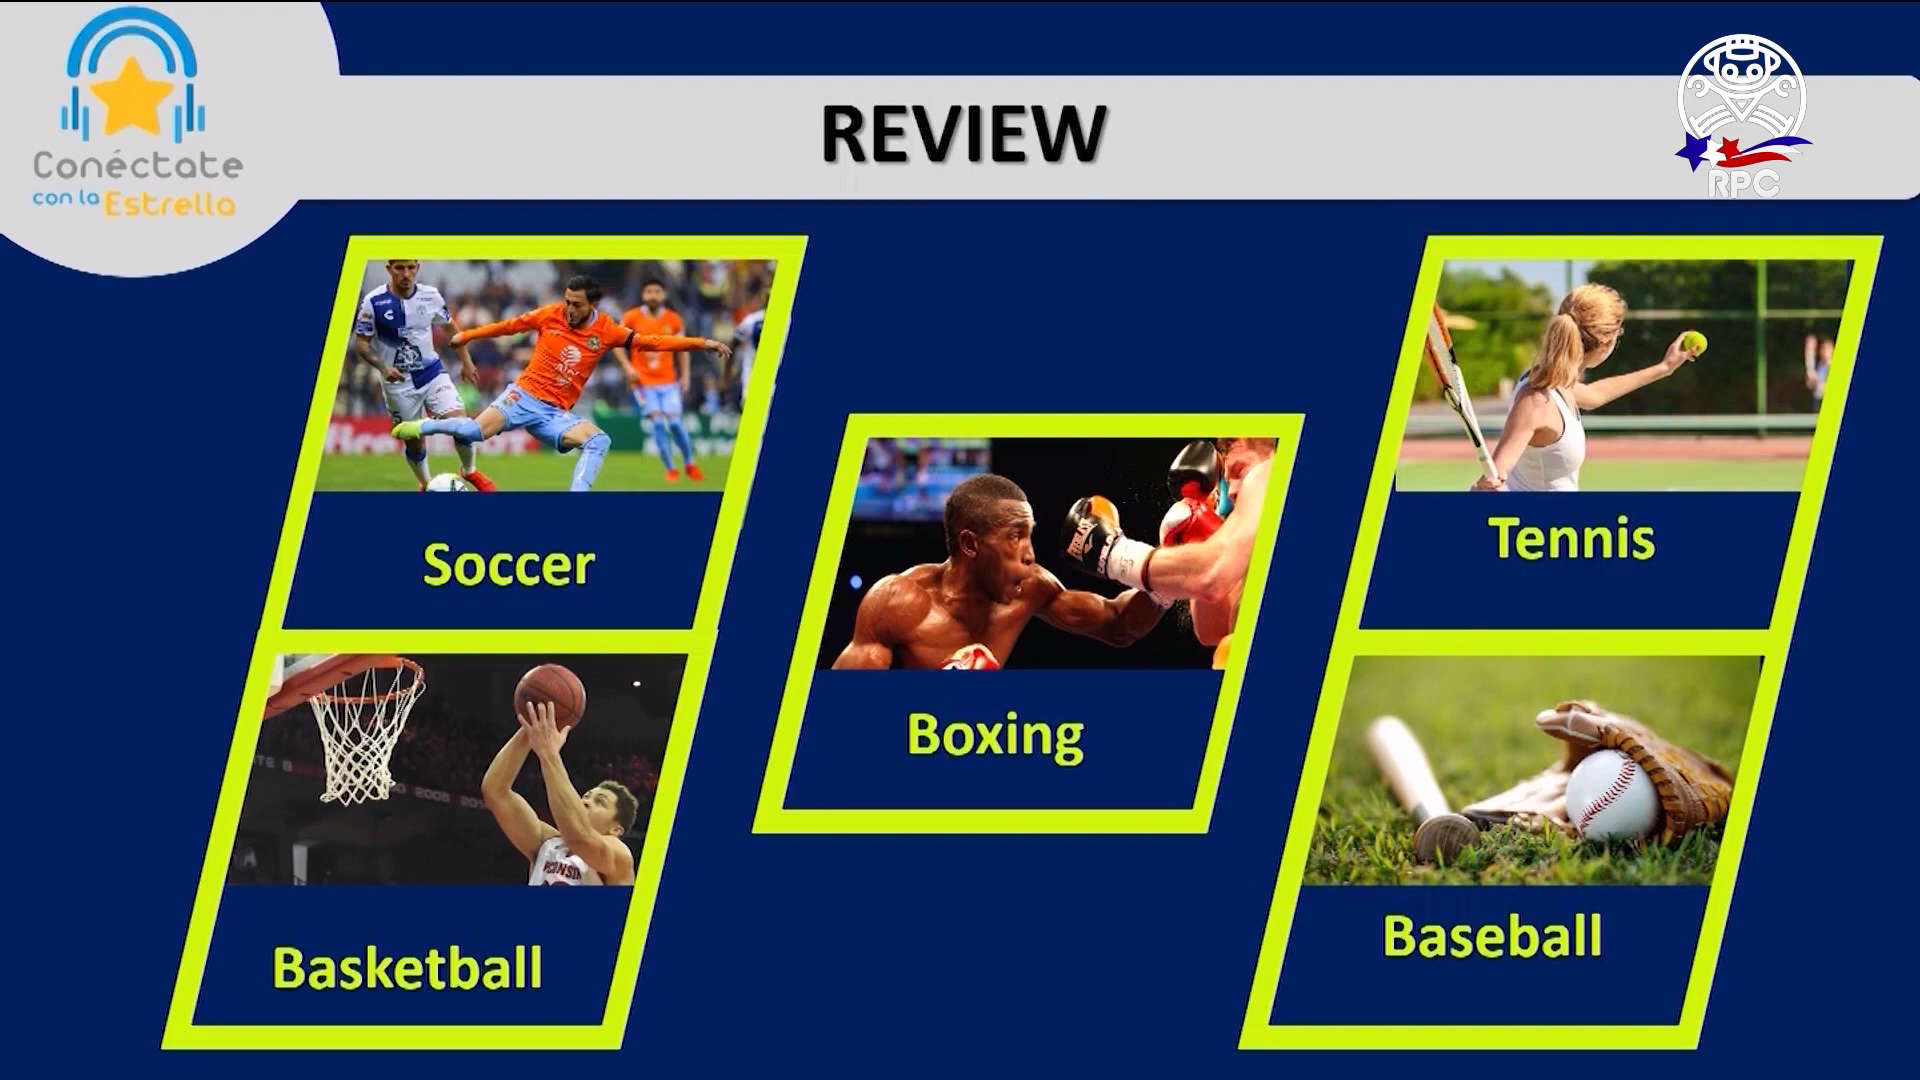 Conéctate
con la Estrella
REVIEW
RPC
Soccer
Tennis
Boxing
Basketball
Baseball